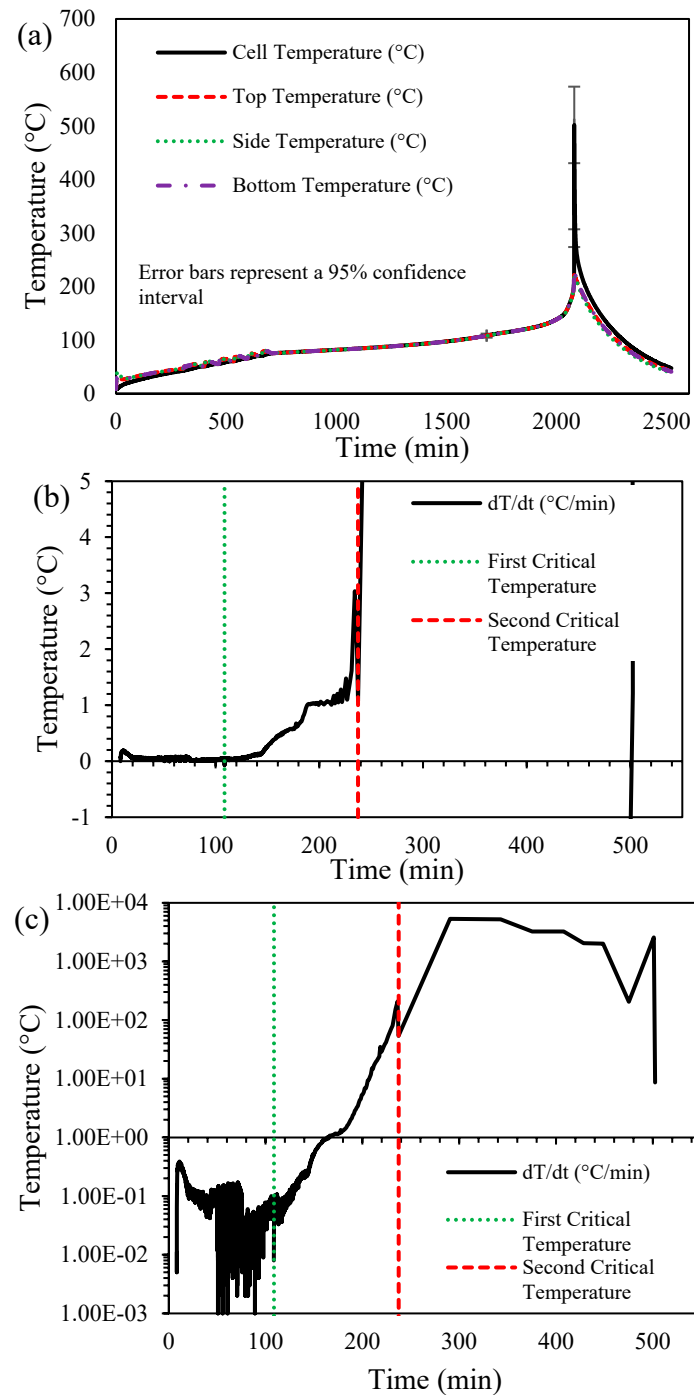 (a)
700
600
500
400
300
200
100
0
Temperature (°C)
Cell Temperature (°C)
Top Temperature (°C)
Side Temperature (°C)
Bottom Temperature (°C)
Error bars represent a 95% confidence
interval
0 500 1000 1500 2000 2500
Time (min)
(b)
5
4
3
2
1
0
-1
Temperature (°C)
dT/dt (°C/min)
First Critical
Temperature
Second Critical
Temperature
0 100 200 300 400 500
Time (min)
(c)
1.00E+04
1.00E+03
1.00E+02
1.00E+01
1.00E+00
1.00E-01
1.00E-02
1.00E-03
Temperature (°C)
dT/dt (°C/min)
First Critical
Temperature
Second Critical
Temperature
0 100 200 300 400 500
Time (min)